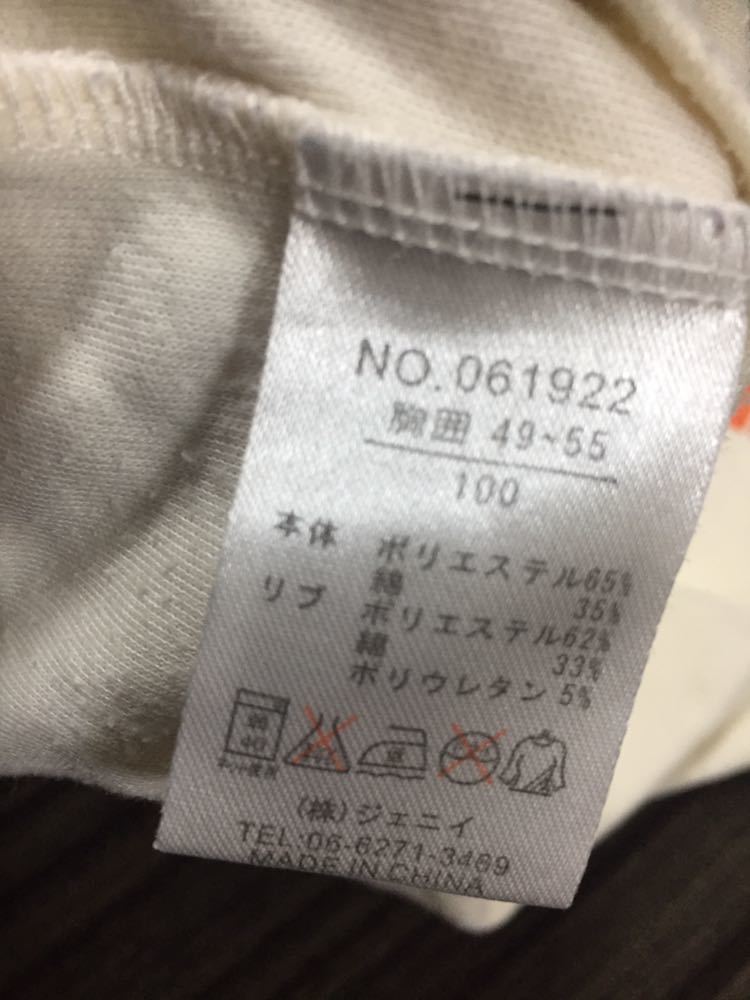 NO. 061922
胸囲 49~55
100
本体 ポリエステル65%
綿 35%
リブ ポリエステル62%
綿 33%
ポリウレタン 5%
(株)ジェニイ
TEL:06-6271-3469
MADE IN CHINA